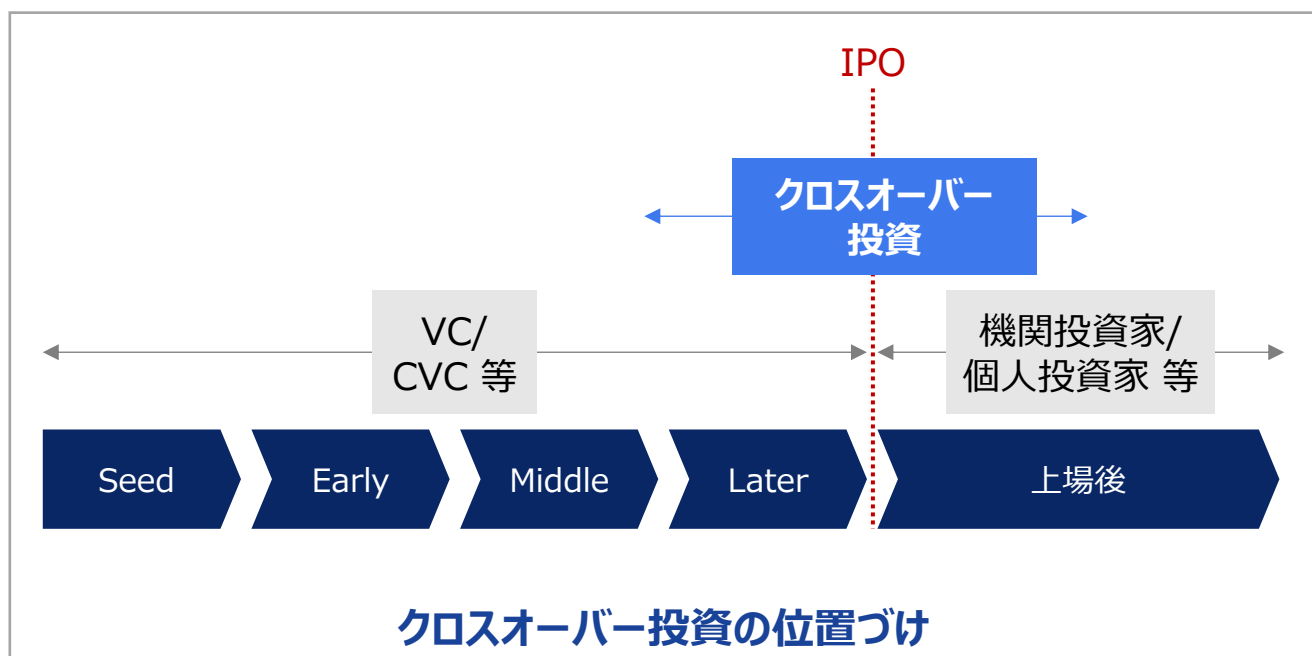 IPO
クロスオーバー
投資
VC/
CVC 等
機関投資家/
個人投資家 等
Seed
Early
Middle
Later
上場後
クロスオーバー投資の位置づけ